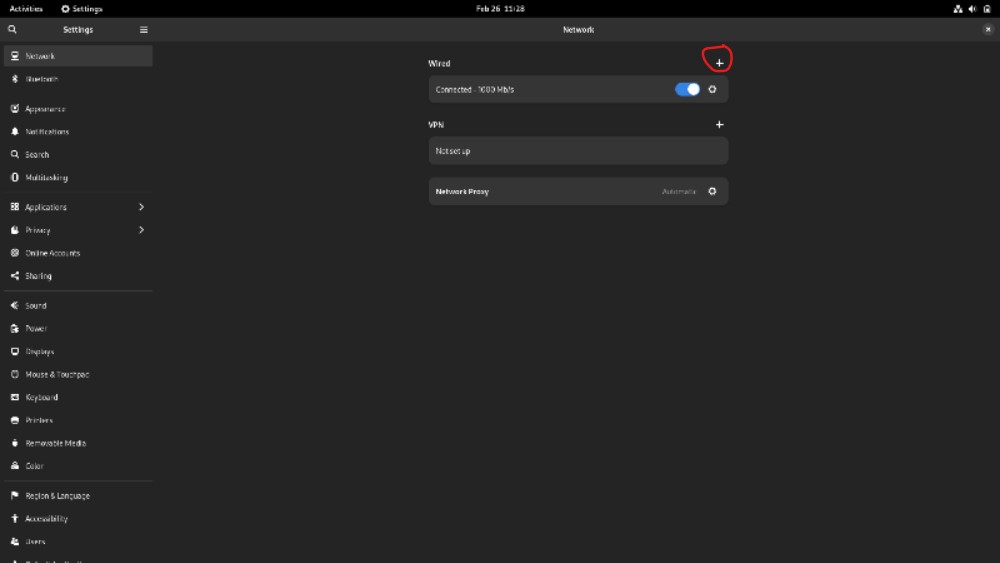 Activities Settings Feb 26 11:28
Settings Network
Network
Bluetooth
Appearance
Notifications
Search
Multitasking
Applications
Privacy
Online Accounts
Sharing
Sound
Power
Displays
Mouse & Touchpad
Keyboard
Printers
Removable Media
Color
Region & Language
Accessibility
Users
Wired
Connected - 1000 Mb/s
VPN
Not set up
Network Proxy Automatic